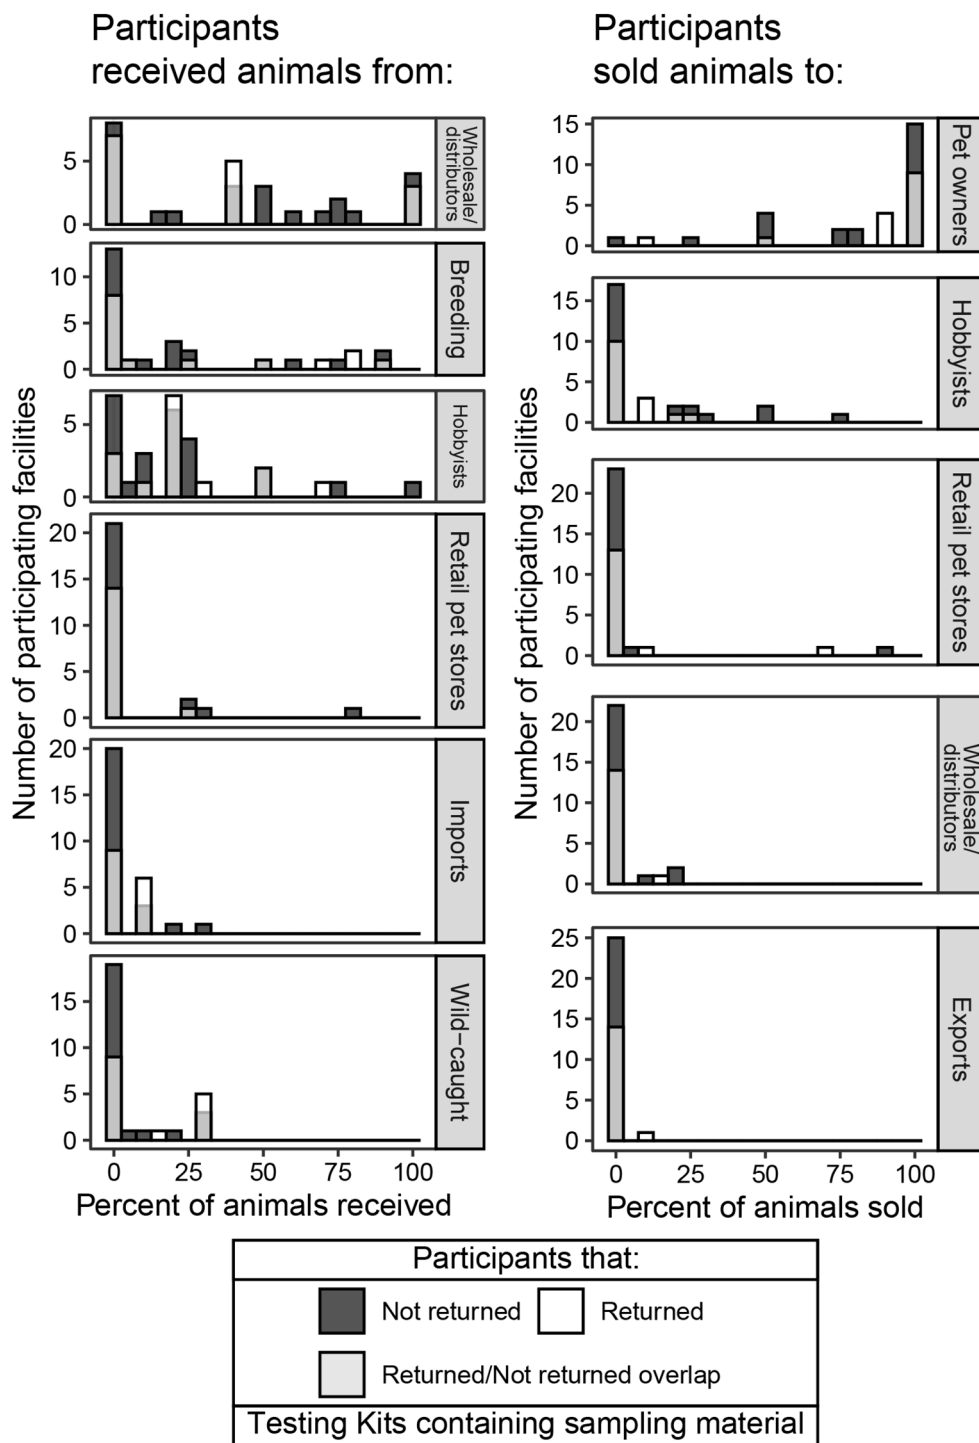 Participants
received animals from:
Participants
sold animals to:
Number of participating facilities
5
0
Wholesale/
distributors
10
5
0
Breeding
5
0
Hobbyists
20
15
10
5
0
Retail pet stores
20
15
10
5
0
Imports
15
10
5
0
Wild−caught
0
25
50
75
100
Percent of animals received
Number of participating facilities
15
10
5
0
Pet owners
15
10
5
0
Hobbyists
20
15
10
5
0
Retail pet stores
20
15
10
5
0
Wholesale/
distributors
25
20
15
10
5
0
Exports
0
25
50
75
100
Percent of animals sold
Participants that:
Not returned
Returned
Returned/Not returned overlap
Testing Kits containing sampling material